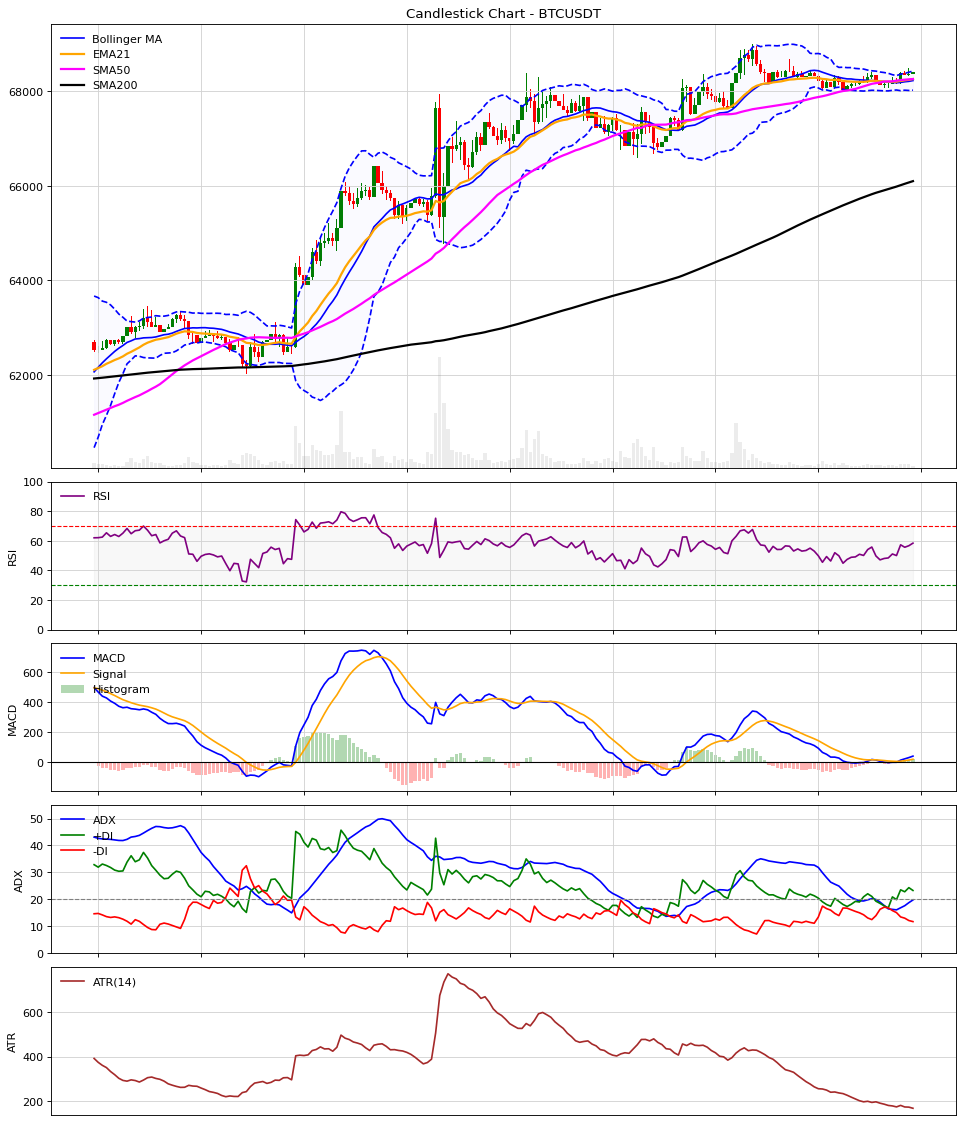 Candlestick Chart - BTCUSDT
Bollinger MA
EMA21
SMA50
SMA200
68000
66000
64000
62000
100
80
60
40
20
0
RSI
RSI
600
400
200
0
MACD
MACD
Signal
Histogram
50
40
30
20
10
0
ADX
ADX
+DI
-DI
600
400
200
ATR
ATR(14)